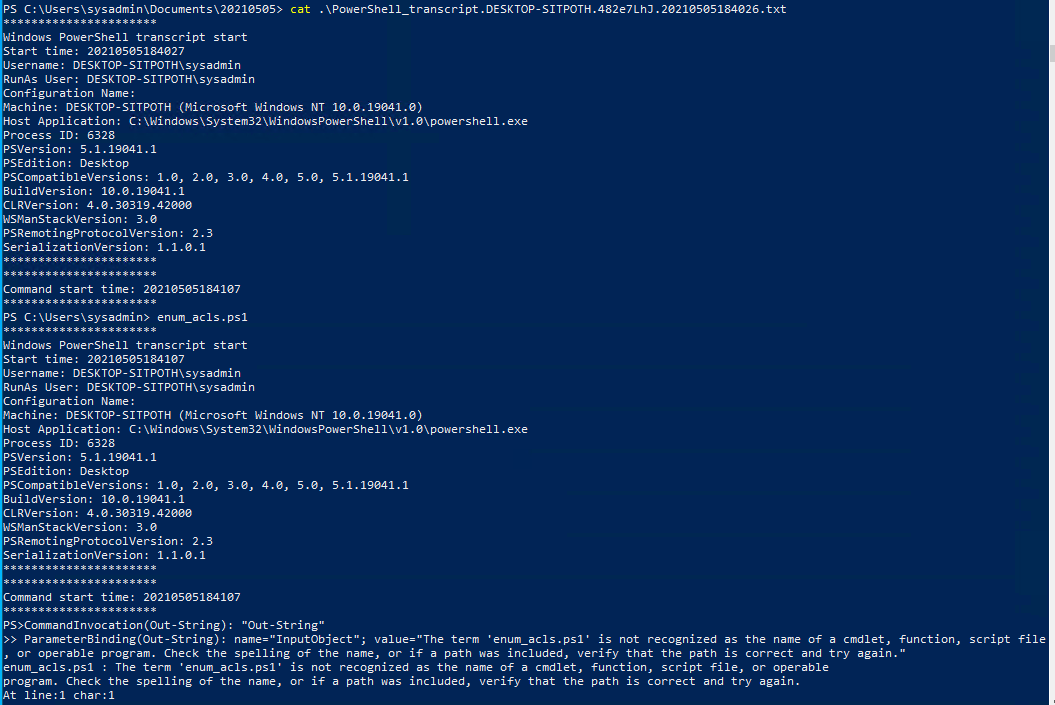 PS C:\Users\sysadmin\Documents\20210505> cat .\PowerShell_transcript.DESKTOP-SITPOTH.482e7LhJ.20210505184026.txt
**********************
Windows PowerShell transcript start
Start time: 20210505184027
Username: DESKTOP-SITPOTH\sysadmin
RunAs User: DESKTOP-SITPOTH\sysadmin
Configuration Name:
Machine: DESKTOP-SITPOTH (Microsoft Windows NT 10.0.19041.0)
Host Application: C:\Windows\System32\WindowsPowerShell\v1.0\powershell.exe
Process ID: 6328
PSVersion: 5.1.19041.1
PSEdition: Desktop
PSCompatibleVersions: 1.0, 2.0, 3.0, 4.0, 5.0, 5.1.19041.1
BuildVersion: 10.0.19041.1
CLRVersion: 4.0.30319.42000
WSManStackVersion: 3.0
PSRemotingProtocolVersion: 2.3
SerializationVersion: 1.1.0.1
**********************
**********************
Command start time: 20210505184107
**********************
PS C:\Users\sysadmin> enum_acls.ps1
**********************
Windows PowerShell transcript start
Start time: 20210505184107
Username: DESKTOP-SITPOTH\sysadmin
RunAs User: DESKTOP-SITPOTH\sysadmin
Configuration Name:
Machine: DESKTOP-SITPOTH (Microsoft Windows NT 10.0.19041.0)
Host Application: C:\Windows\System32\WindowsPowerShell\v1.0\powershell.exe
Process ID: 6328
PSVersion: 5.1.19041.1
PSEdition: Desktop
PSCompatibleVersions: 1.0, 2.0, 3.0, 4.0, 5.0, 5.1.19041.1
BuildVersion: 10.0.19041.1
CLRVersion: 4.0.30319.42000
WSManStackVersion: 3.0
PSRemotingProtocolVersion: 2.3
SerializationVersion: 1.1.0.1
**********************
**********************
Command start time: 20210505184107
**********************
PS>CommandInvocation(Out-String): "Out-String"
>> ParameterBinding(Out-String): name="InputObject"; value="The term 'enum_acls.ps1' is not recognized as the name of a cmdlet, function, script file
, or operable program. Check the spelling of the name, or if a path was included, verify that the path is correct and try again."
enum_acls.ps1 : The term 'enum_acls.ps1' is not recognized as the name of a cmdlet, function, script file, or operable
program. Check the spelling of the name, or if a path was included, verify that the path is correct and try again.
At line:1 char:1